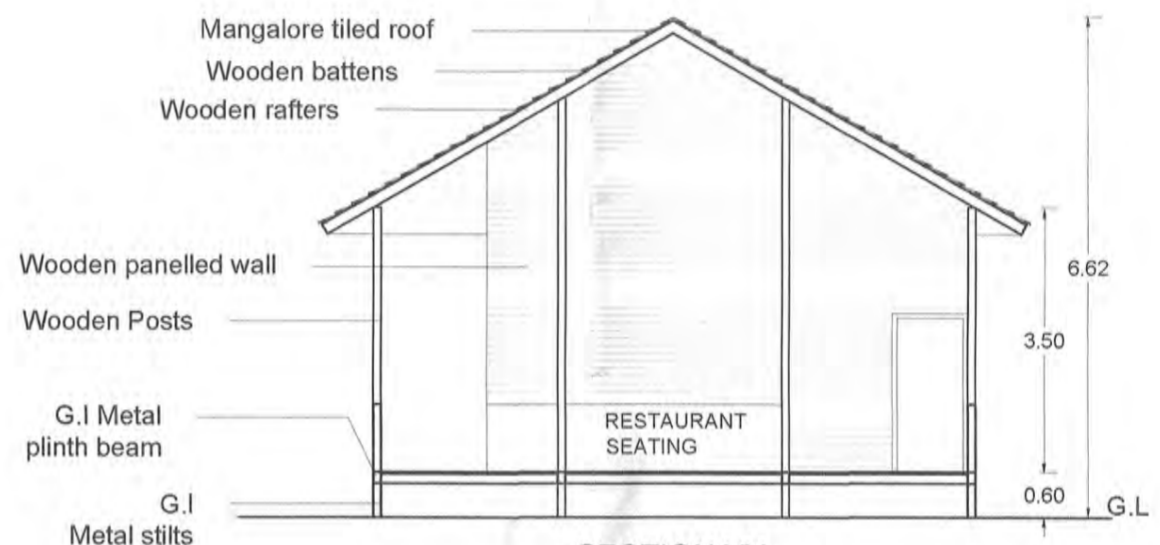 Mangalore tiled roof
Wooden battens
Wooden rafters
Wooden panelled wall
Wooden Posts
G.I Metal
plinth beam
G.I
Metal stilts
RESTAURANT
SEATING
6.62
3.50
0.60
G.L